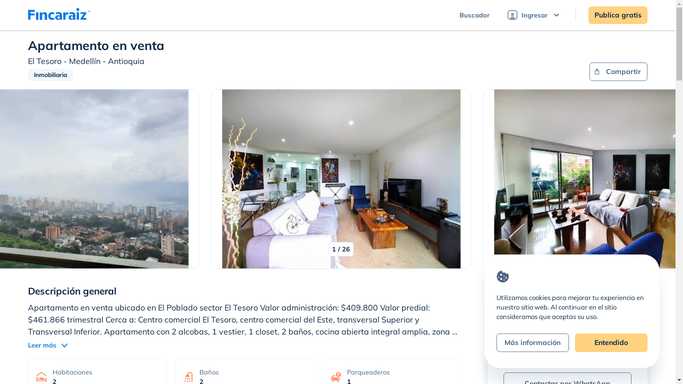 Fincaraiz
Buscador
Ingresar
Publica gratis
Apartamento en venta
El Tesoro - Medellín - Antioquia
Inmobiliaria
Compartir
1 / 26
Descripción general
Apartamento en venta ubicado en El Poblado sector El Tesoro Valor administración: $409.800 Valor predial:
$461.866 trimestral Cerca a: Centro comercial El Tesoro, centro comercial del Este, transversal Superior y
Transversal Inferior. Apartamento con 2 alcobas, 1 vestier, 1 closet, 2 baños, cocina abierta integral amplia, zona ...
Leer más
Habitaciones
2
Baños
2
Parqueaderos
1
Utilizamos cookies para mejorar tu experiencia en
nuestro sitio web. Al continuar en el sitio
consideramos que aceptas su uso.
Más información
Entendido
Contactar por WhatsApp